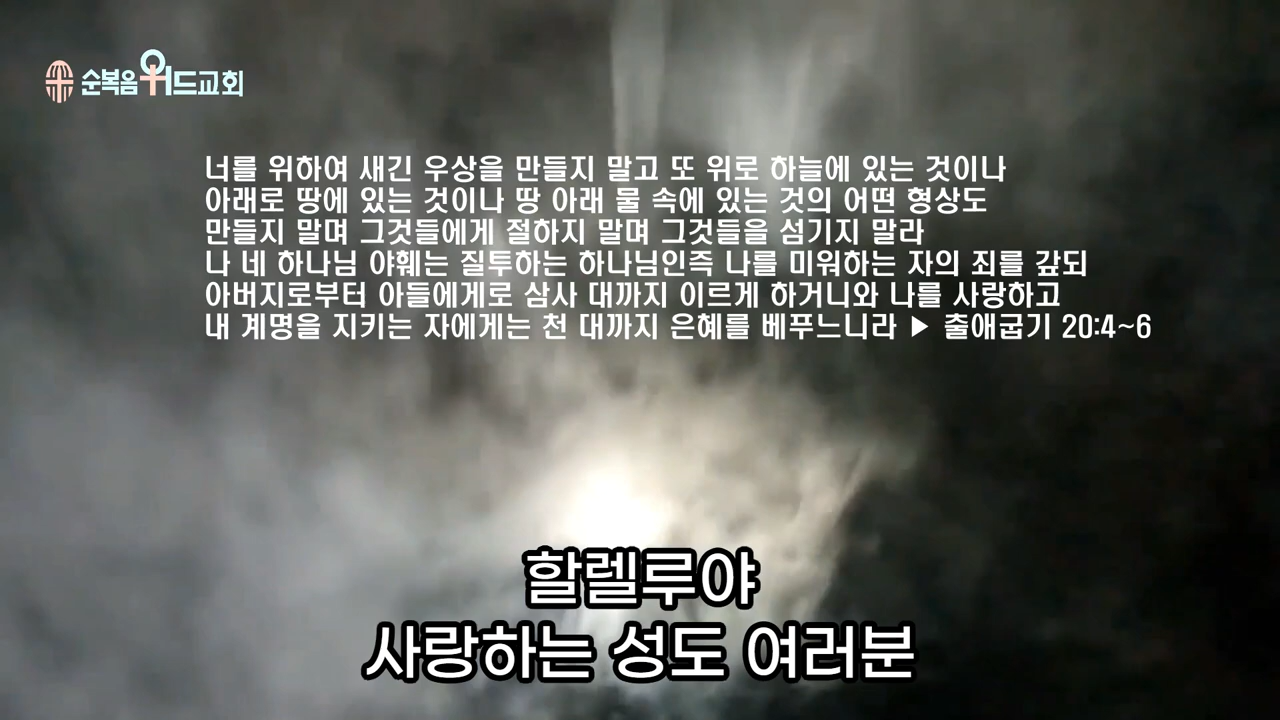 순복음위드교회
너를 위하여 새긴 우상을 만들지 말고 또 위로 하늘에 있는 것이나
아래로 땅에 있는 것이나 땅 아래 물 속에 있는 것의 어떤 형상도
만들지 말며 그것들에게 절하지 말며 그것들을 섬기지 말라
나 네 하나님 야훼는 질투하는 하나님인즉 나를 미워하는 자의 죄를 갚되
아버지로부터 아들에게로 삼사 대까지 이르게 하거니와 나를 사랑하고
내 계명을 지키는 자에게는 천 대까지 은혜를 베푸느니라 ▶ 출애굽기 20:4~6
할렐루야
사랑하는 성도 여러분